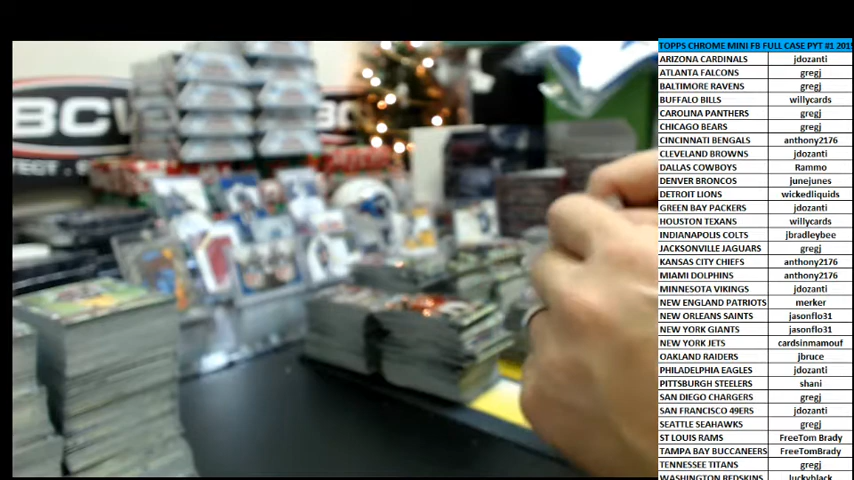 BCW
TOPPS CHROME MINI FB FULL CASE PYT #1 201
ARIZONA CARDINALS jdozanti
ATLANTA FALCONS gregj
BALTIMORE RAVENS gregj
BUFFALO BILLS willycards
CAROLINA PANTHERS gregj
CHICAGO BEARS gregj
CINCINNATI BENGALS anthony2176
CLEVELAND BROWNS jdozanti
DALLAS COWBOYS Rammo
DENVER BRONCOS junejunes
DETROIT LIONS wickedliquids
GREEN BAY PACKERS jdozanti
HOUSTON TEXANS willycards
INDIANAPOLIS COLTS jbradleybee
JACKSONVILLE JAGUARS gregj
KANSAS CITY CHIEFS anthony2176
MIAMI DOLPHINS anthony2176
MINNESOTA VIKINGS jdozanti
NEW ENGLAND PATRIOTS merker
NEW ORLEANS SAINTS jasonflo31
NEW YORK GIANTS jasonflo31
NEW YORK JETS cardsinmamouf
OAKLAND RAIDERS jbruce
PHILADELPHIA EAGLES jdozanti
PITTSBURGH STEELERS shani
SAN DIEGO CHARGERS gregj
SAN FRANCISCO 49ERS jdozanti
SEATTLE SEAHAWKS gregj
ST LOUIS RAMS FreeTom Brady
TAMPA BAY BUCCANEERS FreeTomBrady
TENNESSEE TITANS gregj
WASHINGTON REDSKINS luckyblack